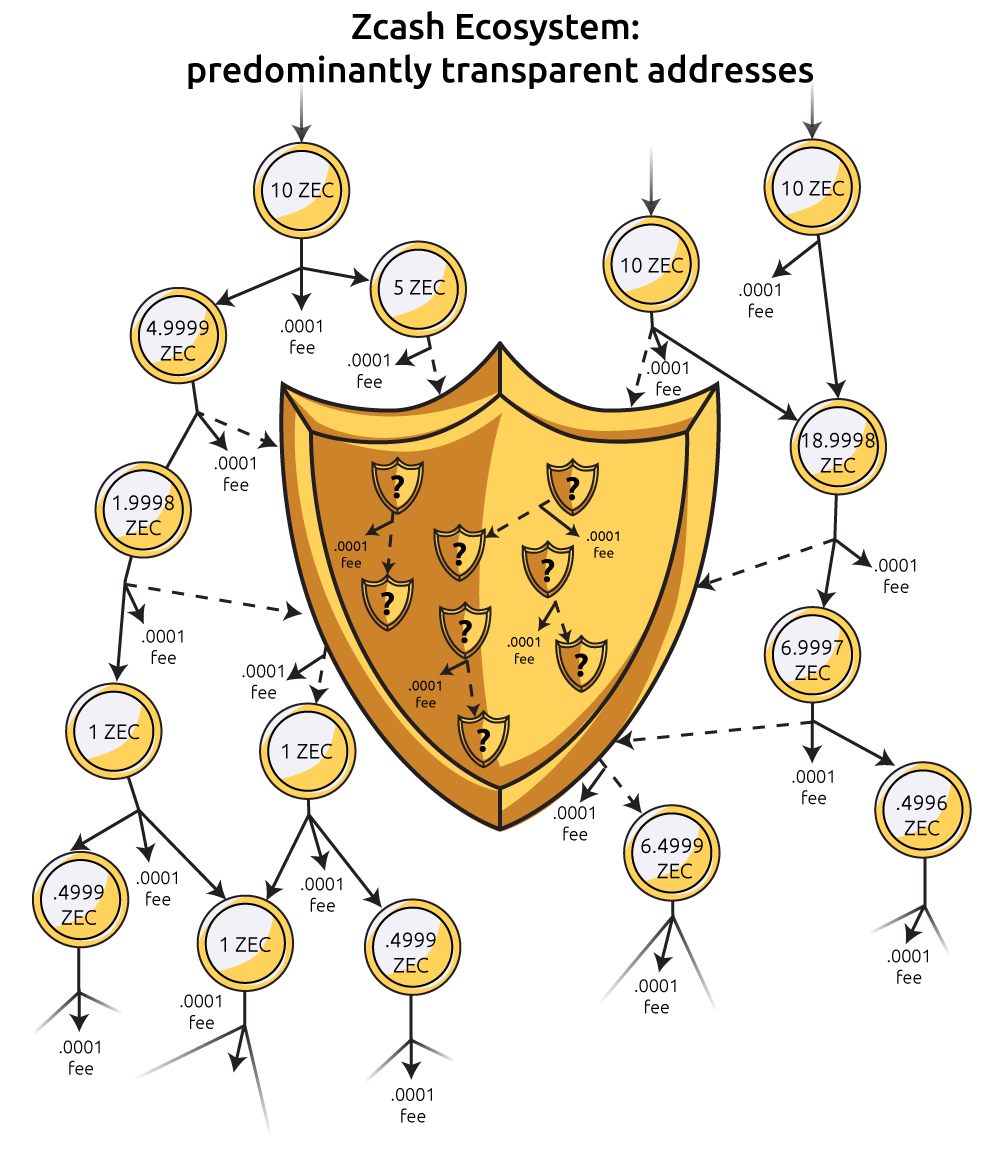 Zcash Ecosystem:
predominantly transparent addresses
10 ZEC
10 ZEC
10 ZEC
5 ZEC
4.9999
ZEC
.0001
fee
.0001
fee
.0001
fee
.0001
fee
18.9998
ZEC
.0001
fee
1.9998
ZEC
?
?
.0001
fee
.0001
fee
?
?
?
.0001
fee
.0001
fee
?
.0001
fee
?
.0001
fee
6.9997
ZEC
.0001
fee
?
1 ZEC
1 ZEC
.0001
fee
.0001
fee
.4996
ZEC
6.4999
ZEC
.4999
ZEC
.0001
fee
.0001
fee
1 ZEC
.4999
ZEC
.0001
fee
.0001
fee
.0001
fee
.0001
fee
.0001
fee